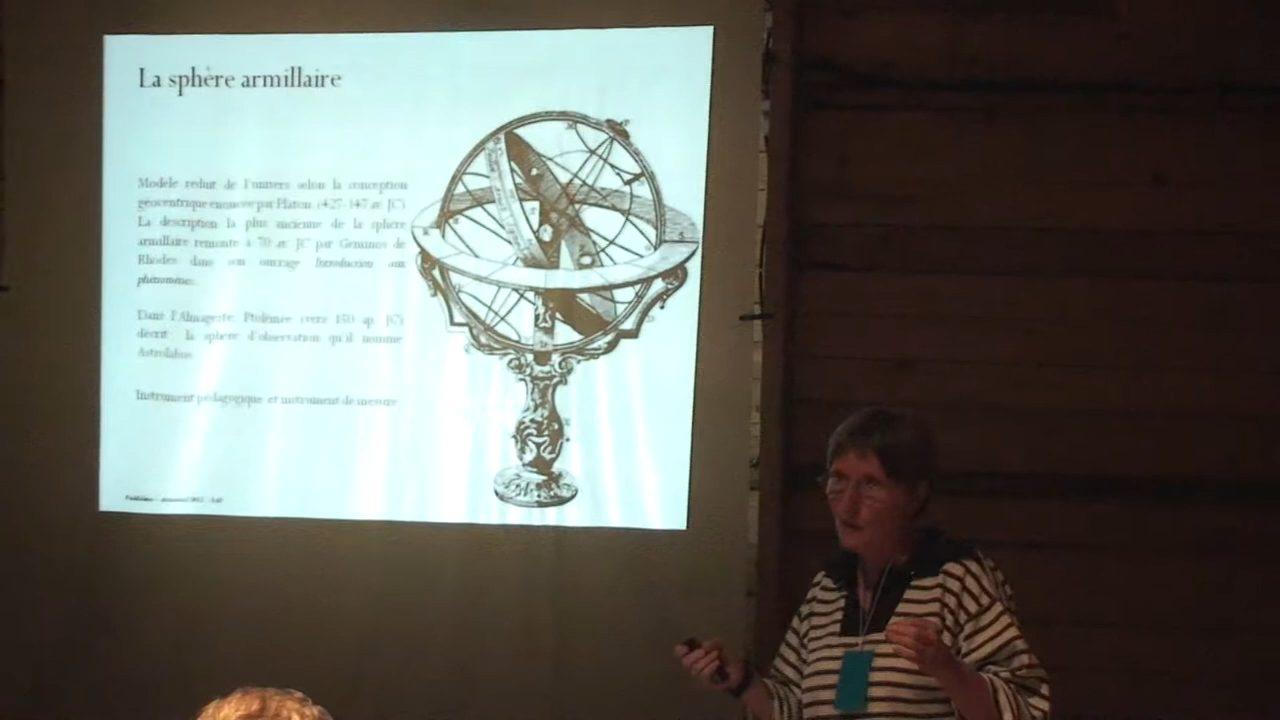 La sphère armillaire
Modèle réduit de l'univers selon la conception
géocentrique énoncée par Platon. (427-347 av. JC)
La description la plus ancienne de la sphère
armillaire remonte à 70 av. JC par Geminos de
Rhodes dans son ouvrage Introduction aux
phénomènes
Dans l'Almageste, Ptolémée (vers 150 ap. JC)
décrit la sphère d'observation qu'il nomme
Astrolabus
Instrument pédagogique et instrument de mesure